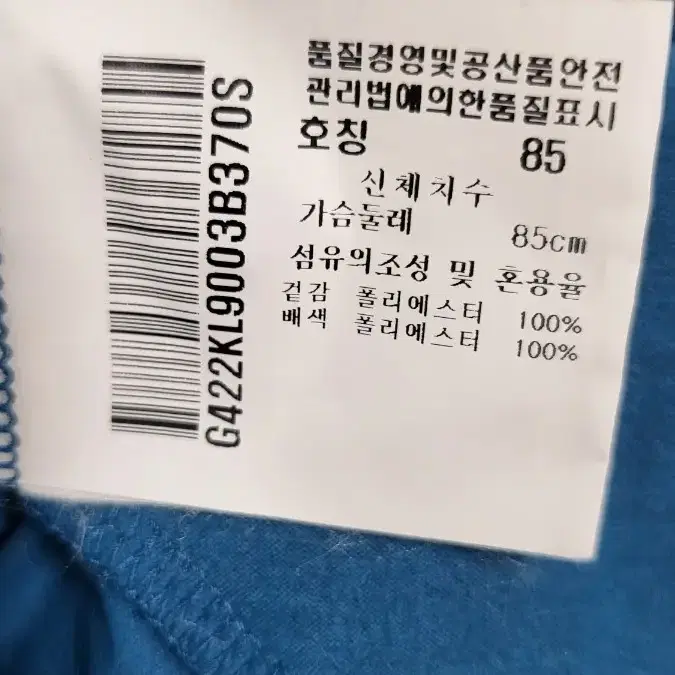 품질경영및공산품안전
관리법에의한품질표시
호칭 85
신체치수
가슴둘레 85cm
섬유의조성 및 혼용율
겉감 폴리에스터 100%
배색 폴리에스터 100%
G422KL9003B370S